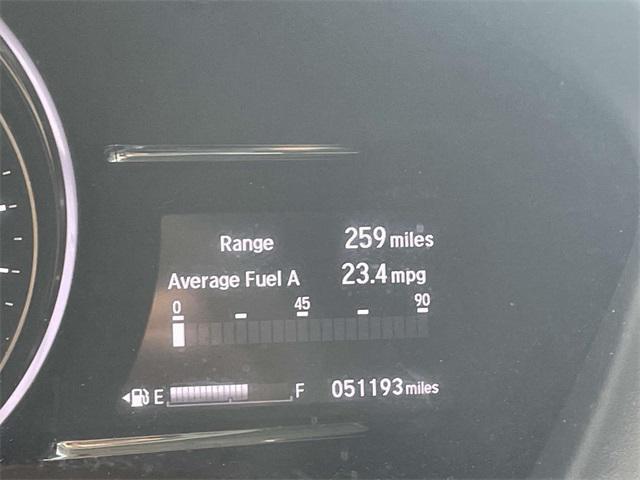 Range 259 miles
Average Fuel A 23.4 mpg
0 45 90
E F 051193 miles